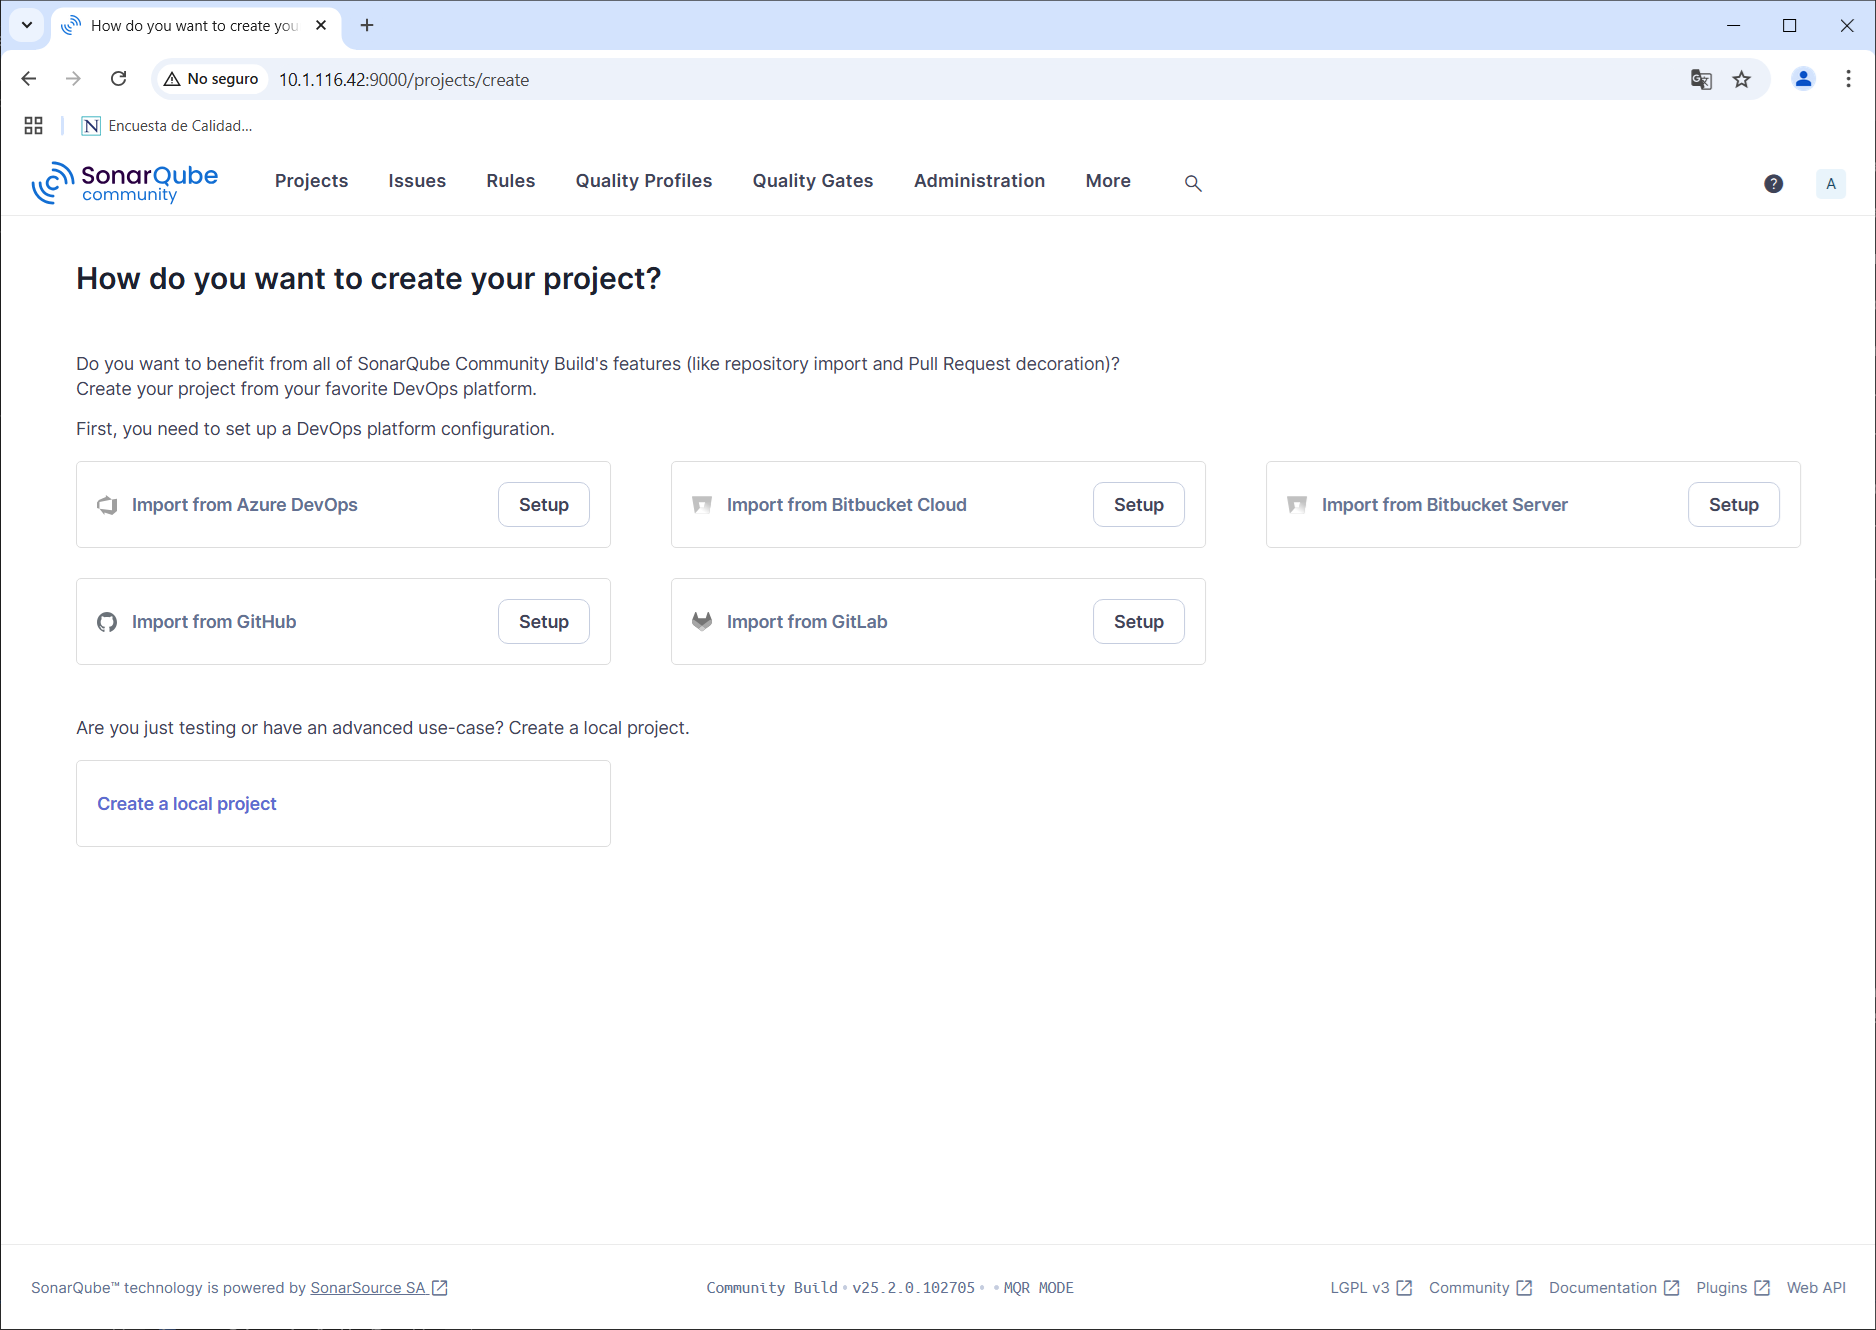 How do you want to create you
No seguro
10.1.116.42:9000/projects/create
Encuesta de Calidad...
SonarQube
community
Projects
Issues
Rules
Quality Profiles
Quality Gates
Administration
More
?
A
How do you want to create your project?
Do you want to benefit from all of SonarQube Community Build's features (like repository import and Pull Request decoration)?
Create your project from your favorite DevOps platform.
First, you need to set up a DevOps platform configuration.
Import from Azure DevOps
Setup
Import from Bitbucket Cloud
Setup
Import from Bitbucket Server
Setup
Import from GitHub
Setup
Import from GitLab
Setup
Are you just testing or have an advanced use-case? Create a local project.
Create a local project
SonarQube™ technology is powered by SonarSource SA
Community Build • v25.2.0.102705 • • MQR MODE
LGPL v3
Community
Documentation
Plugins
Web API